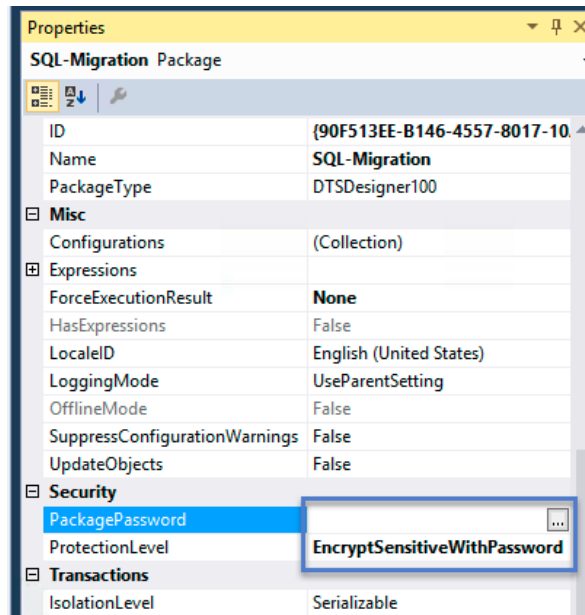 Properties
SQL-Migration Package
ID {90F513EE-B146-4557-8017-10.
Name SQL-Migration
PackageType DTSDesigner100
Misc
Configurations (Collection)
Expressions
ForceExecutionResult None
HasExpressions False
LocaleID English (United States)
LoggingMode UseParentSetting
OfflineMode False
SuppressConfigurationWarnings False
UpdateObjects False
Security
PackagePassword ...
ProtectionLevel EncryptSensitiveWithPassword
Transactions
IsolationLevel Serializable